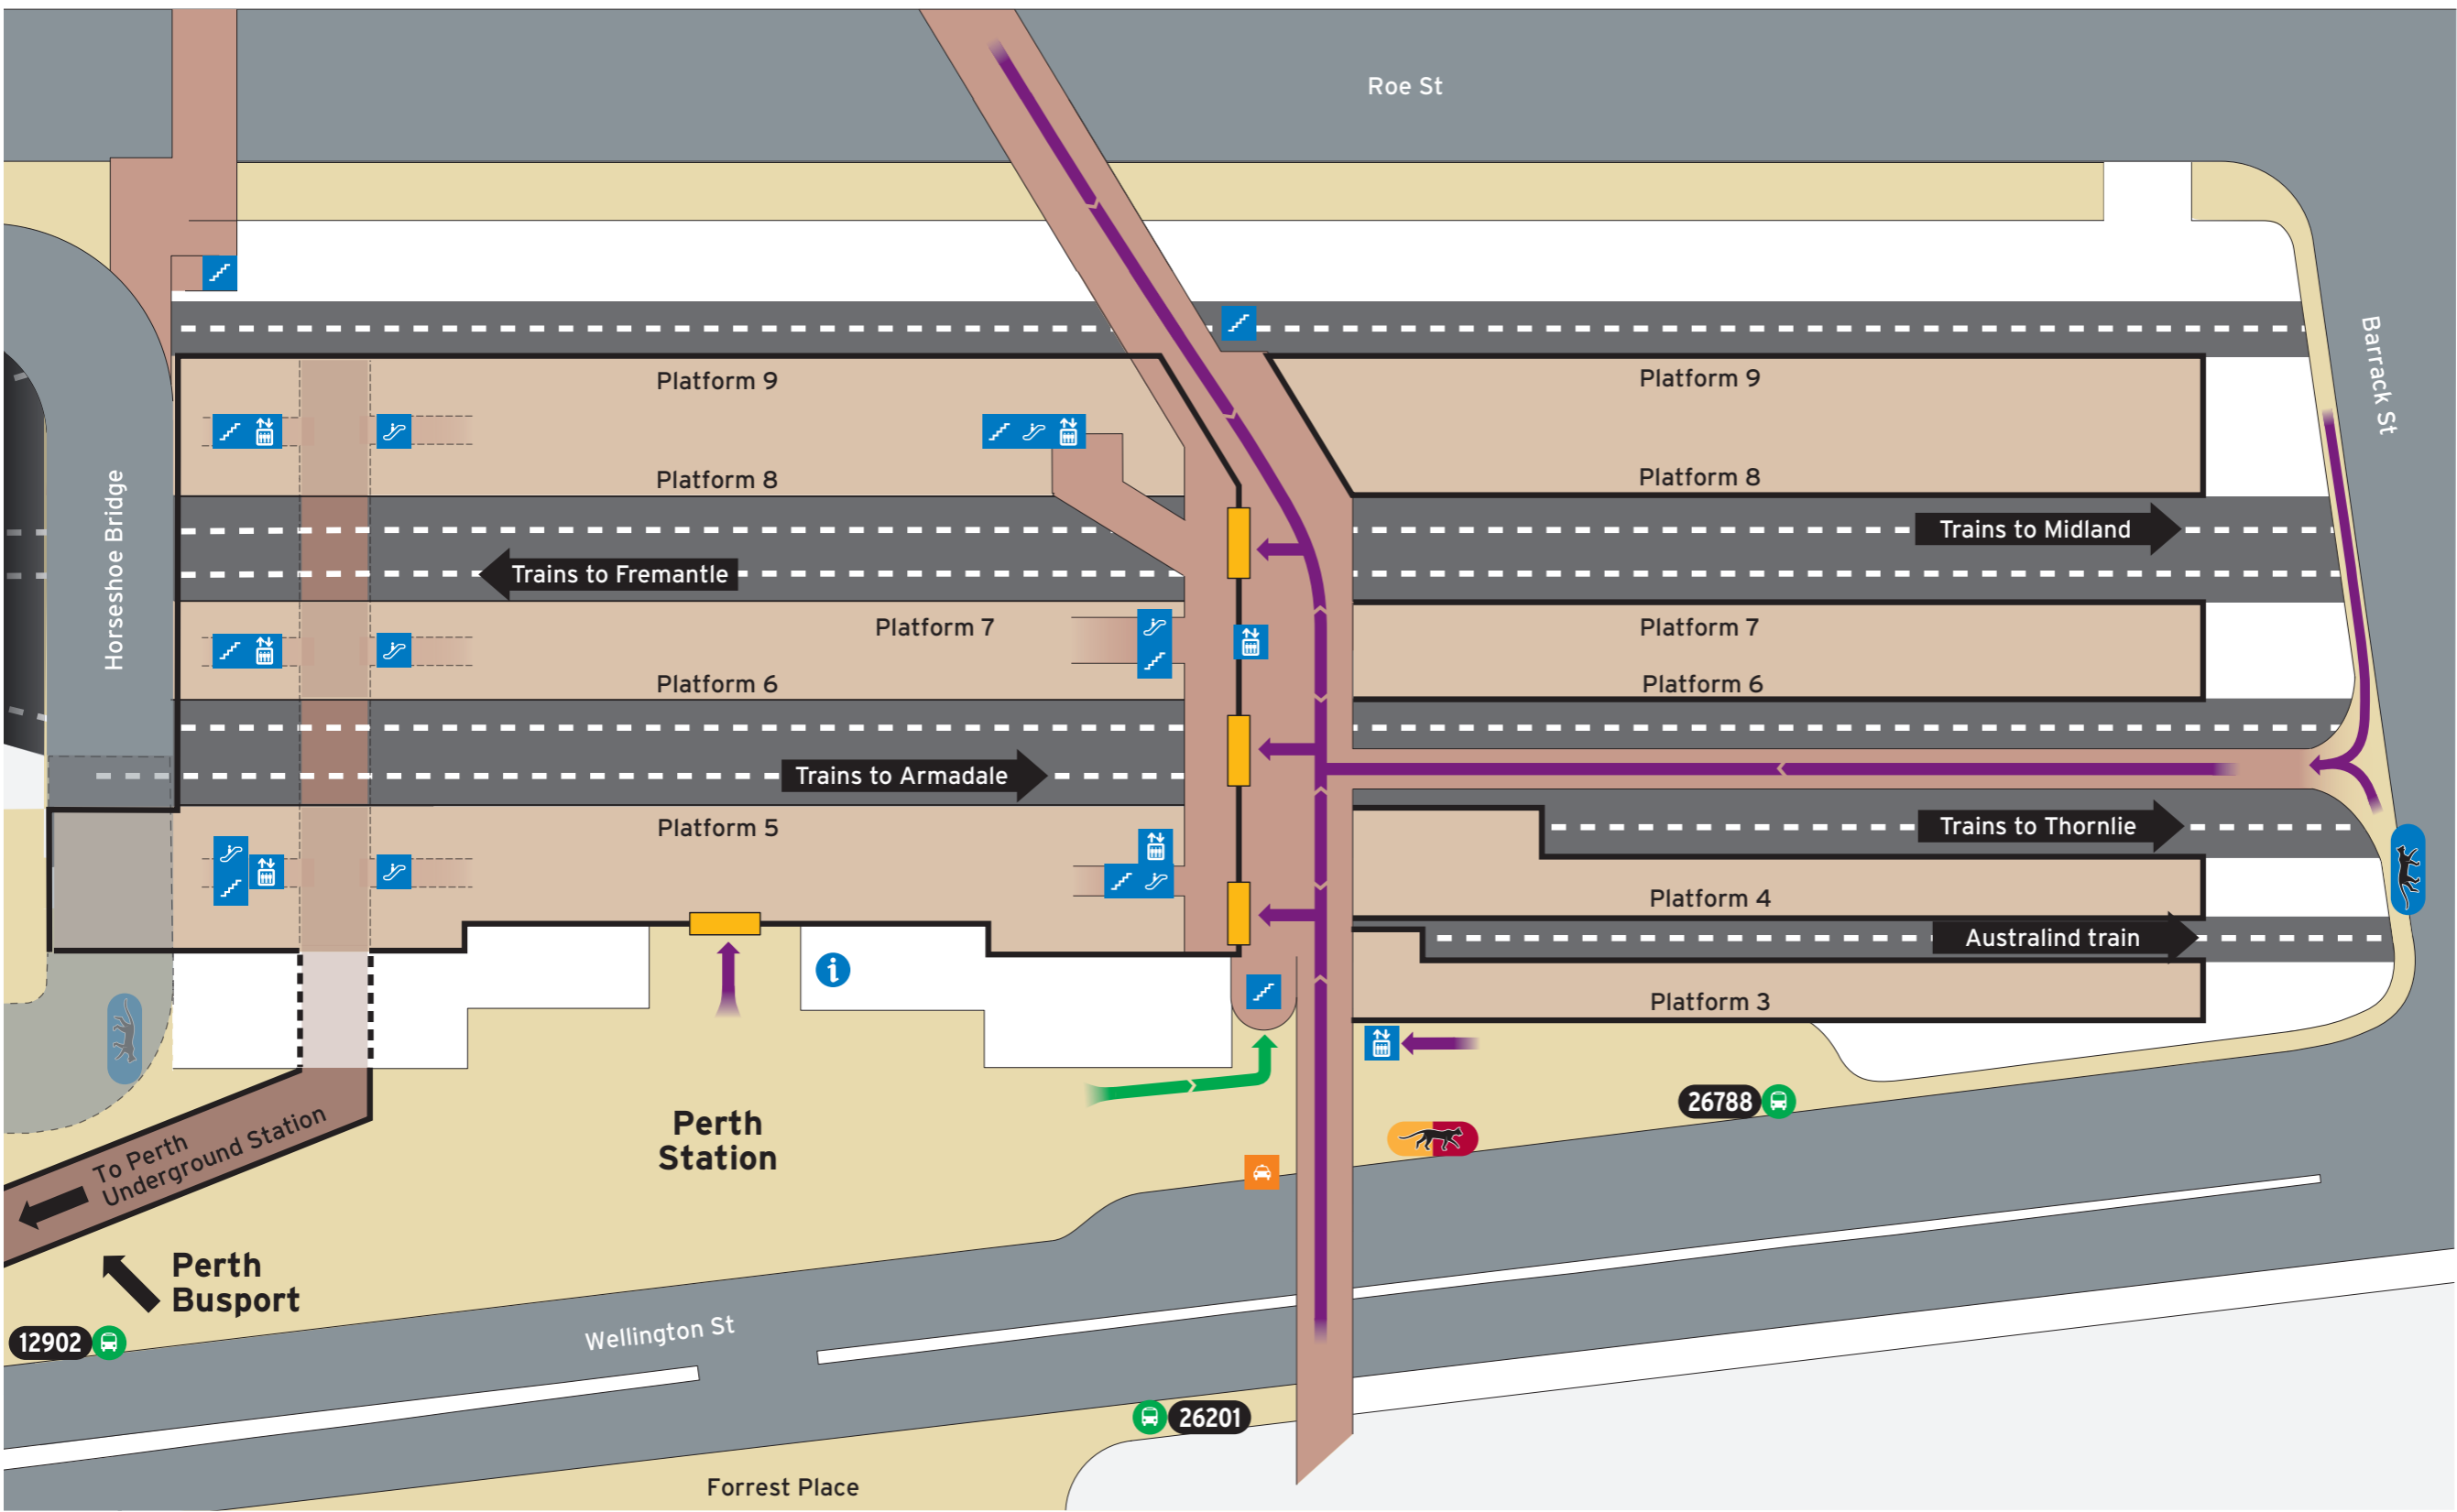 Roe St
Barrack St
Horseshoe Bridge
Platform 9
Platform 9
Platform 8
Platform 8
Trains to Midland
Trains to Fremantle
Platform 7
Platform 7
Platform 6
Platform 6
Trains to Armadale
Platform 5
Trains to Thornlie
Platform 4
Australind train
Platform 3
i
26788
Perth
Station
To Perth
Underground Station
Perth
Busport
12902
Wellington St
26201
Forrest Place